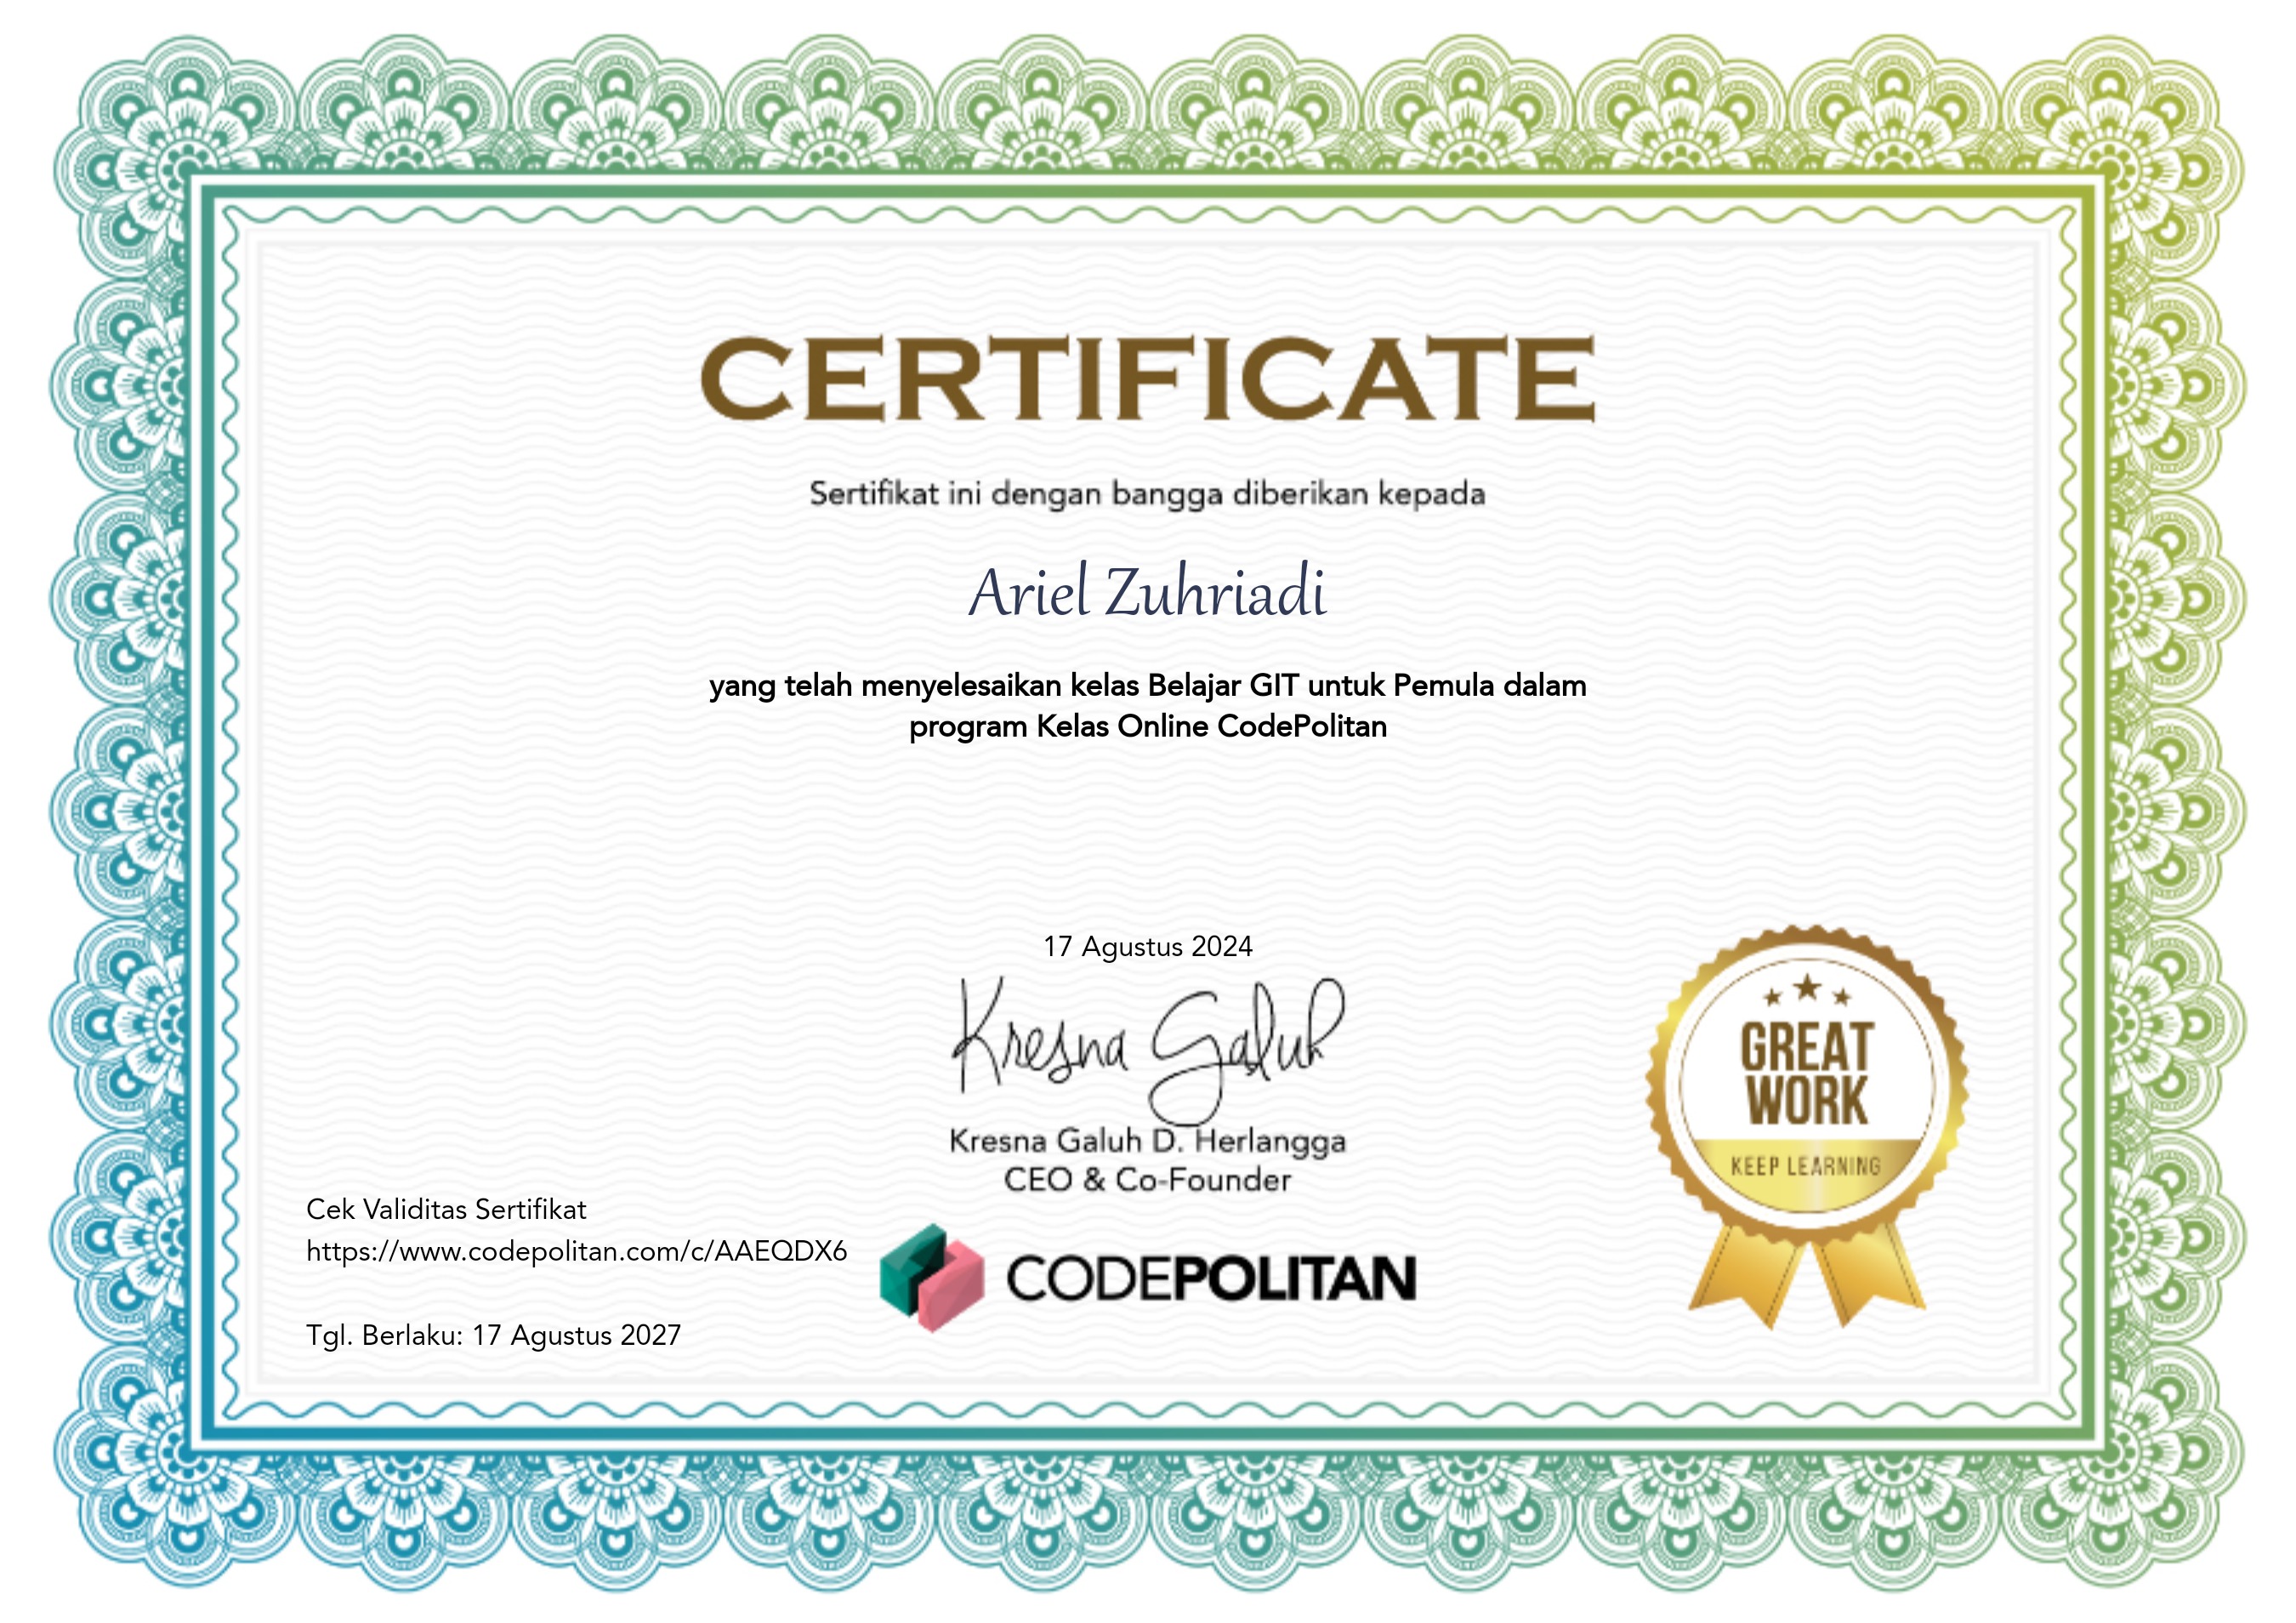 CERTIFICATE
Sertifikat ini dengan bangga diberikan kepada
Ariel Zuhriadi
yang telah menyelesaikan kelas Belajar GIT untuk Pemula dalam
program Kelas Online CodePolitan
17 Agustus 2024
Kresna Galuh
Kresna Galuh D. Herlangga
CEO & Co-Founder
CODEPOLITAN
Cek Validitas Sertifikat
https://www.codepolitan.com/c/AAEQDX6
Tgl. Berlaku: 17 Agustus 2027
GREAT
WORK
KEEP LEARNING